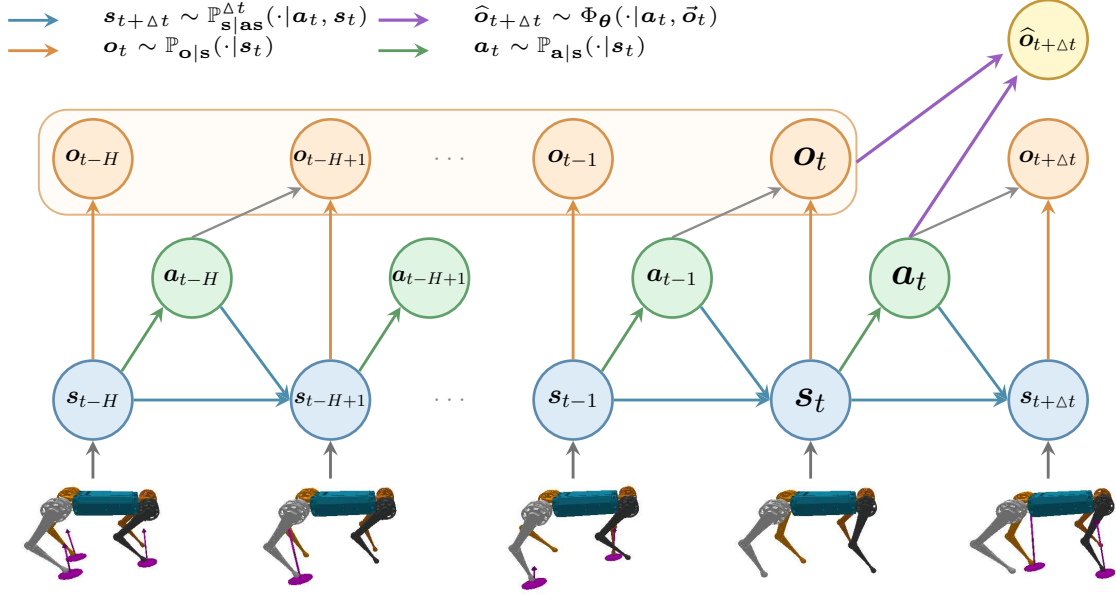 s_{t+Δt} ∼ ℙ^{Δt}_{s|as}(·|a_t, s_t)    ô_{t+Δt} ∼ Φ_θ(·|a_t, o⃗_t)
o_t ∼ ℙ_{o|s}(·|s_t)    a_t ∼ ℙ_{a|s}(·|s_t)
ô_{t+Δt}
o_{t−H}    o_{t−H+1}    · · ·    o_{t−1}    o_t    o_{t+Δt}
a_{t−H}    a_{t−H+1}    a_{t−1}    a_t
s_{t−H}    s_{t−H+1}    · · ·    s_{t−1}    s_t    s_{t+Δt}